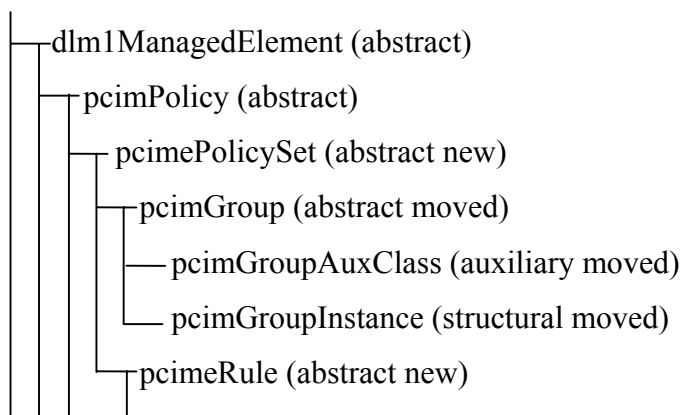 dlm1ManagedElement (abstract)
pcimPolicy (abstract)
pcimePolicySet (abstract new)
pcimGroup (abstract moved)
pcimGroupAuxClass (auxiliary moved)
pcimGroupInstance (structural moved)
pcimeRule (abstract new)